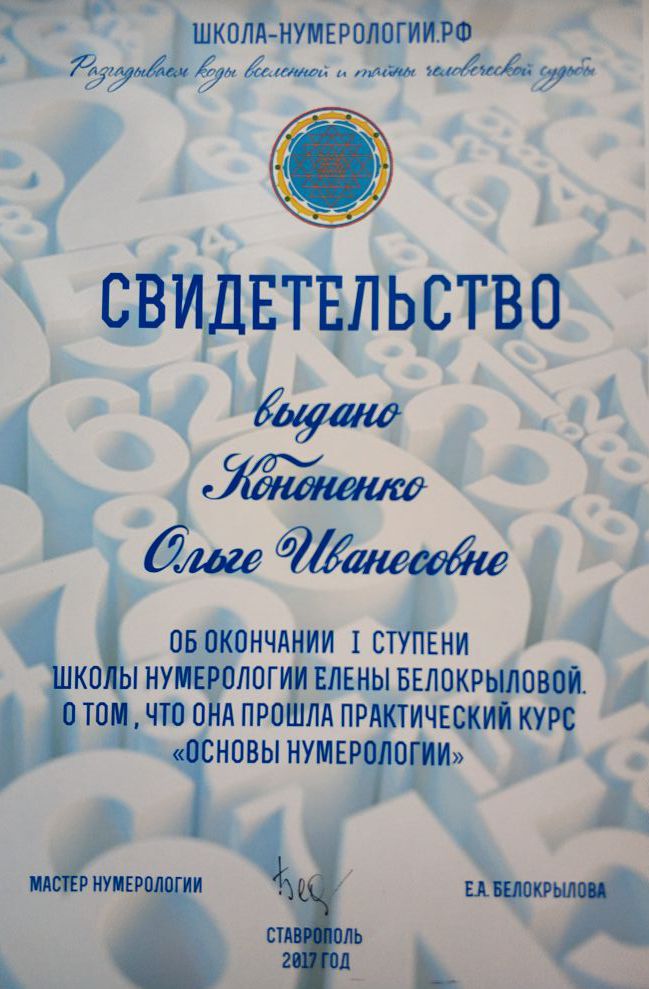 ШКОЛА-НУМЕРОЛОГИИ.РФ
Разгадываем коды вселенной и тайны человеческой судьбы
СВИДЕТЕЛЬСТВО
выдано
Кононенко
Ольге Иванесовне
ОБ ОКОНЧАНИИ I СТУПЕНИ
ШКОЛЫ НУМЕРОЛОГИИ ЕЛЕНЫ БЕЛОКРЫЛОВОЙ.
О ТОМ , ЧТО ОНА ПРОШЛА ПРАКТИЧЕСКИЙ КУРС
«ОСНОВЫ НУМЕРОЛОГИИ»
МАСТЕР НУМЕРОЛОГИИ
Е.А. БЕЛОКРЫЛОВА
СТАВРОПОЛЬ
2017 ГОД